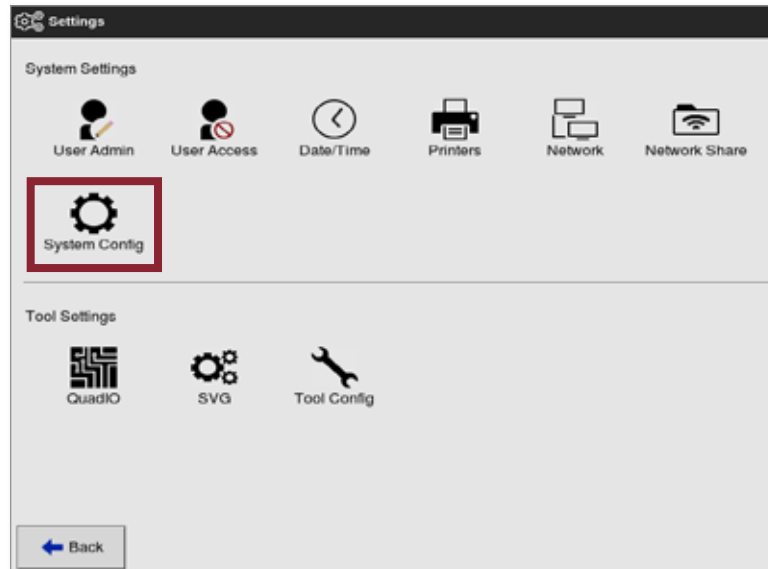 Settings
System Settings
User Admin User Access Date/Time Printers Network Network Share
System Config
Tool Settings
QuadIO SVG Tool Config
Back